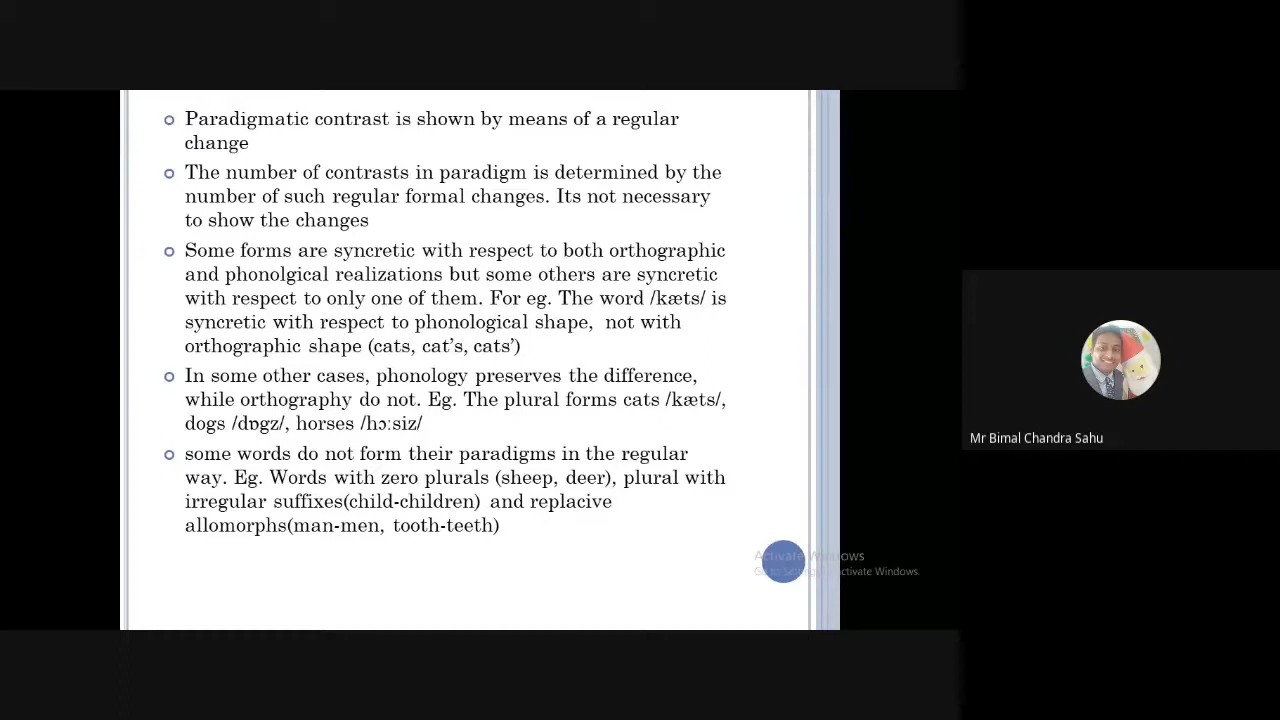 Paradigmatic contrast is shown by means of a regular
change
The number of contrasts in paradigm is determined by the
number of such regular formal changes. Its not necessary
to show the changes
Some forms are syncretic with respect to both orthographic
and phonolgical realizations but some others are syncretic
with respect to only one of them. For eg. The word /kæts/ is
syncretic with respect to phonological shape, not with
orthographic shape (cats, cat's, cats')
In some other cases, phonology preserves the difference,
while orthography do not. Eg. The plural forms cats /kæts/,
dogs /dɒgz/, horses /hɔːsiz/
some words do not form their paradigms in the regular
way. Eg. Words with zero plurals (sheep, deer), plural with
irregular suffixes(child-children) and replacive
allomorphs(man-men, tooth-teeth)
Activate Windows
Go to Settings to activate Windows.
Mr Bimal Chandra Sahu